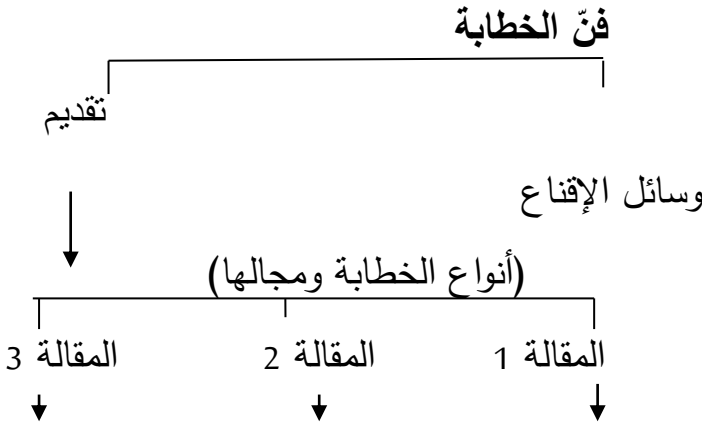 فنّ الخطابة
تقديم
وسائل الإقناع
(أنواع الخطابة ومجالها)
المقالة 1 المقالة 2 المقالة 3